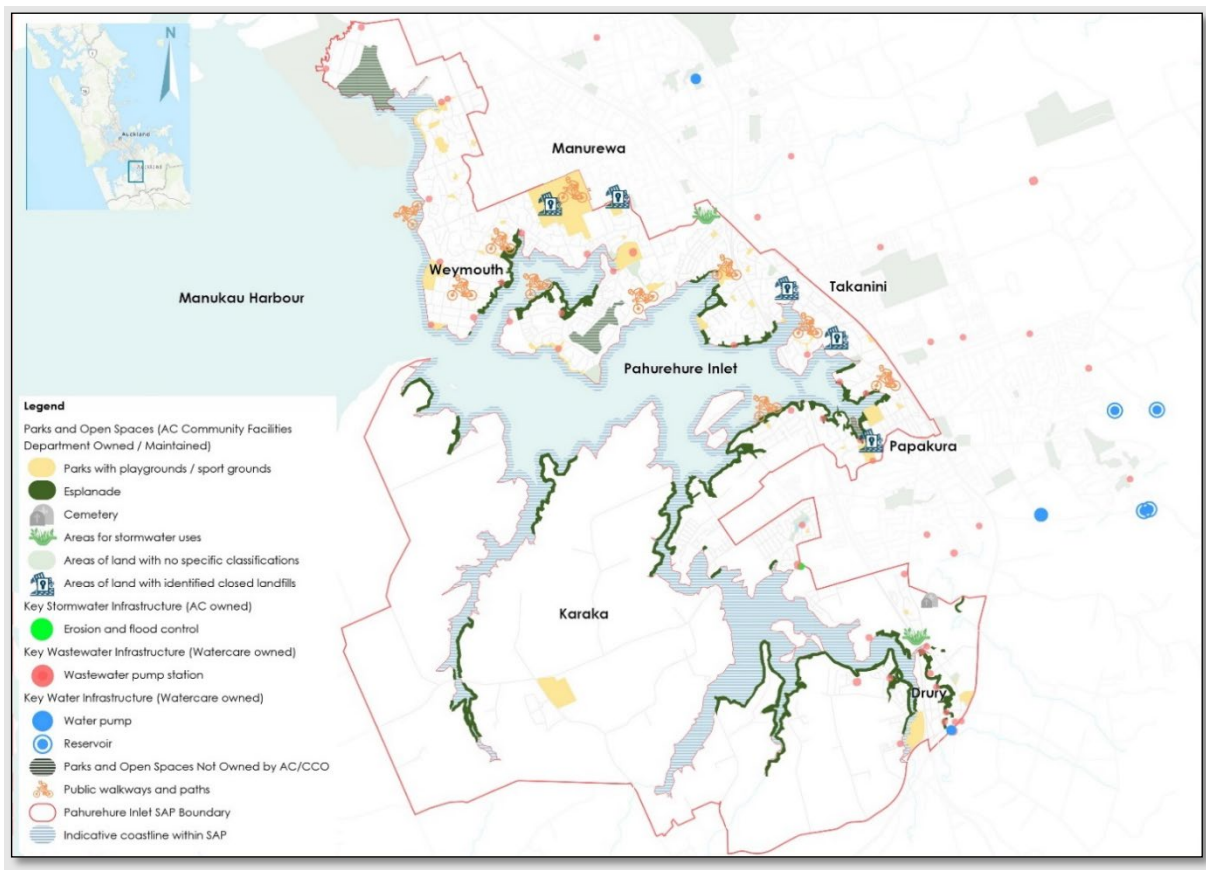 N
Auckland
Manurewa
Weymouth
Takanini
Manukau Harbour
Pahurehure Inlet
Papakura
Karaka
Drury
Legend
Parks and Open Spaces (AC Community Facilities
Department Owned / Maintained)
Parks with playgrounds / sport grounds
Esplanade
Cemetery
Areas for stormwater uses
Areas of land with no specific classifications
Areas of land with identified closed landfills
Key Stormwater Infrastructure (AC owned)
Erosion and flood control
Key Wastewater Infrastructure (Watercare owned)
Wastewater pump station
Key Water Infrastructure (Watercare owned)
Water pump
Reservoir
Parks and Open Spaces Not Owned by AC/CCO
Public walkways and paths
Pahurehure Inlet SAP Boundary
Indicative coastline within SAP